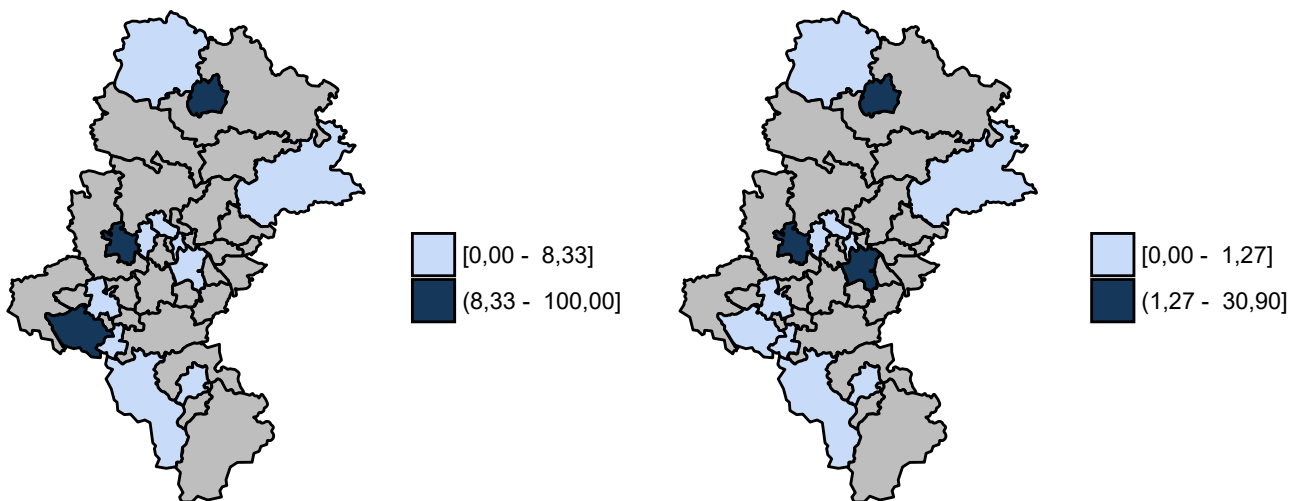 [0,00 - 8,33]
(8,33 - 100,00]
[0,00 - 1,27]
(1,27 - 30,90]